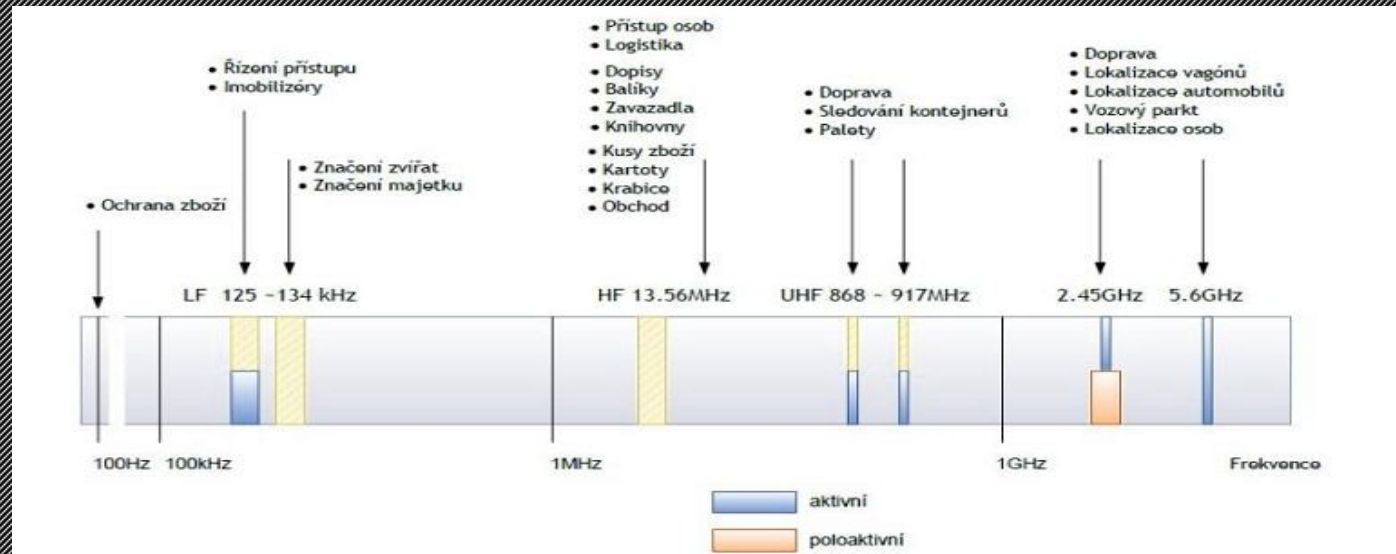 • Přístup osob
• Logistika
• Dopisy
• Balíky
• Zavazadla
• Knihovny
• Kusy zboží
• Kartoty
• Krabice
• Obchod
• Řízení přístupu
• Imobilizéry
• Doprava
• Sledování kontejnerů
• Palety
• Doprava
• Lokalizace vagónů
• Lokalizace automobilů
• Vozový parkt
• Lokalizace osob
• Značení zvířat
• Značení majetku
• Ochrana zboží
LF 125 ~134 kHz
HF 13.56MHz
UHF 868 ~ 917MHz
2.45GHz
5.6GHz
100Hz
100kHz
1MHz
1GHz
Frekvence
aktivní
poloaktivní